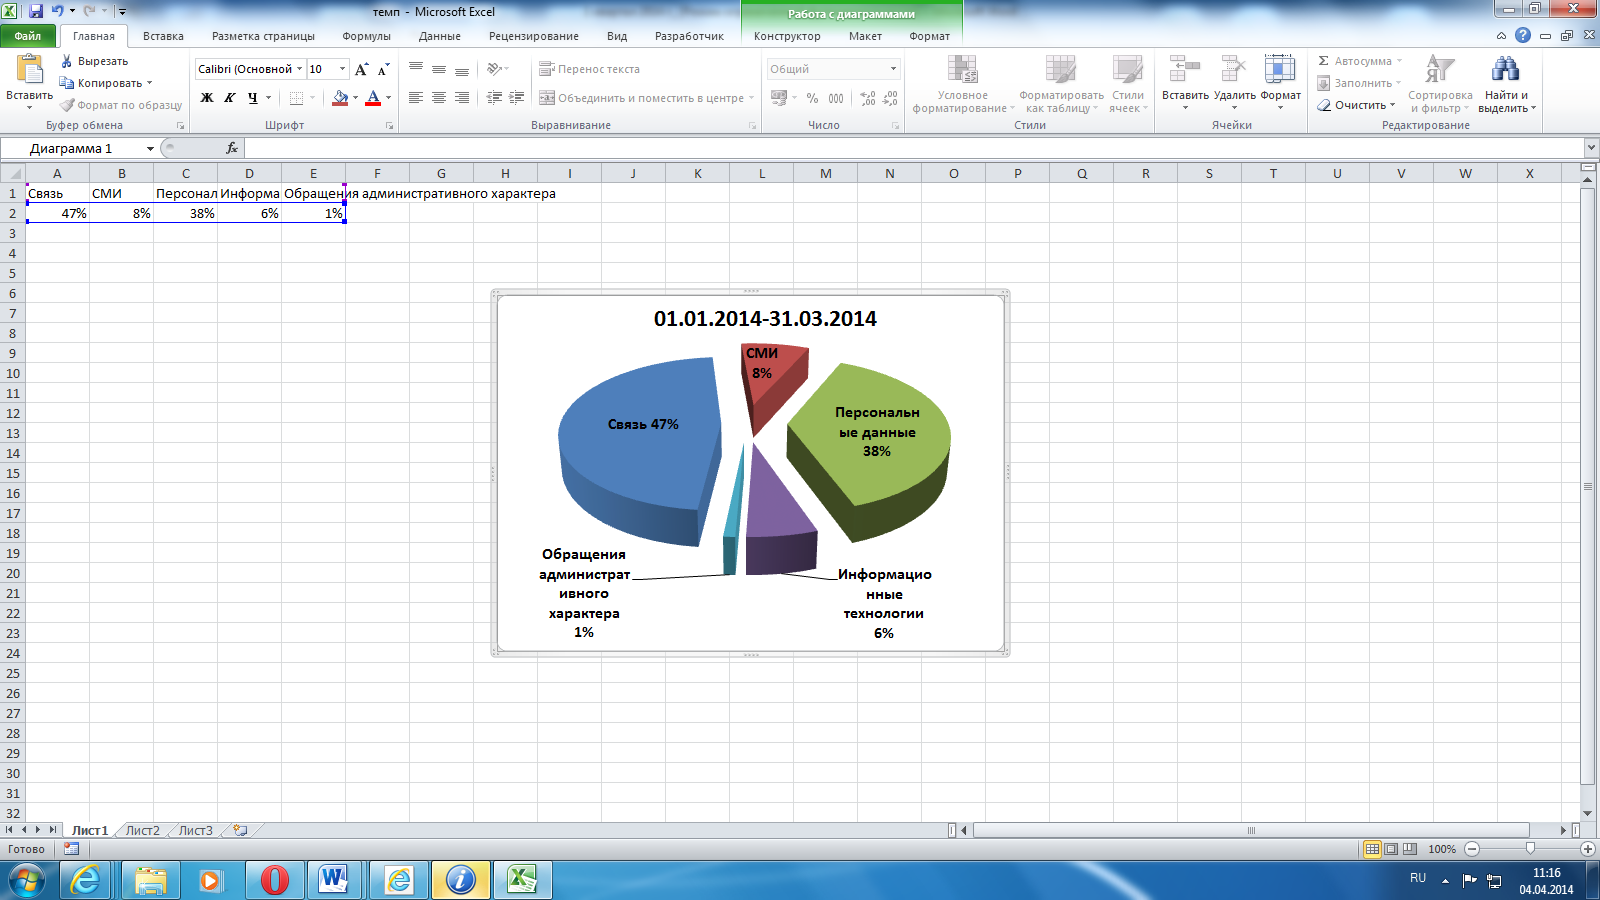 темп - Microsoft Excel
Работа с диаграммами
Файл Главная Вставка Разметка страницы Формулы Данные Рецензирование Вид Разработчик Конструктор Макет Формат
Вставить
Вырезать
Копировать
Формат по образцу
Буфер обмена
Calibri (Основной 10
Ж К Ч
Шрифт
Перенос текста
Объединить и поместить в центре
Выравнивание
Общий
% 000
Число
Условное форматирование
Форматировать как таблицу
Стили ячеек
Стили
Вставить Удалить Формат
Ячейки
Автосумма
Заполнить
Очистить
Сортировка и фильтр
Найти и выделить
Редактирование
Диаграмма 1
fx
A B C D E F G H I J K L M N O P Q R S T U V W X
1 Связь СМИ Персонал Информа Обращения административного характера
2 47% 8% 38% 6% 1%
3
4
5
6
7
8
9
10
11
12
13
14
15
16
17
18
19
20
21
22
23
24
25
26
27
28
29
30
31
32
01.01.2014-31.03.2014
СМИ
8%
Персональн
ые данные
38%
Связь 47%
Обращения
администрат
ивного
характера
1%
Информацио
нные
технологии
6%
Лист1 Лист2 Лист3
Готово
100%
RU
11:16
04.04.2014